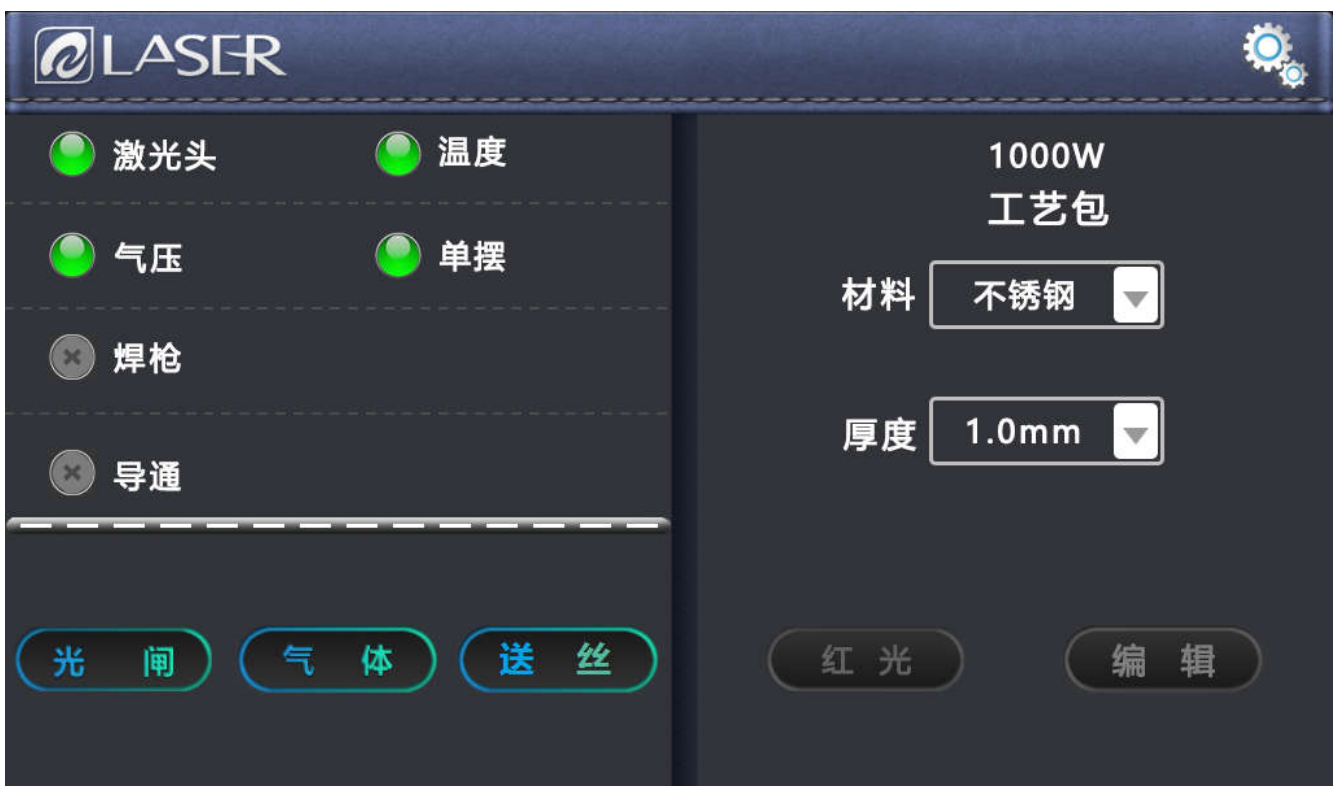 LASER
激光头 温度
气压 单摆
焊枪
导通
光 闸 气 体 送 丝
1000W
工艺包
材料 不锈钢
厚度 1.0mm
红 光 编 辑